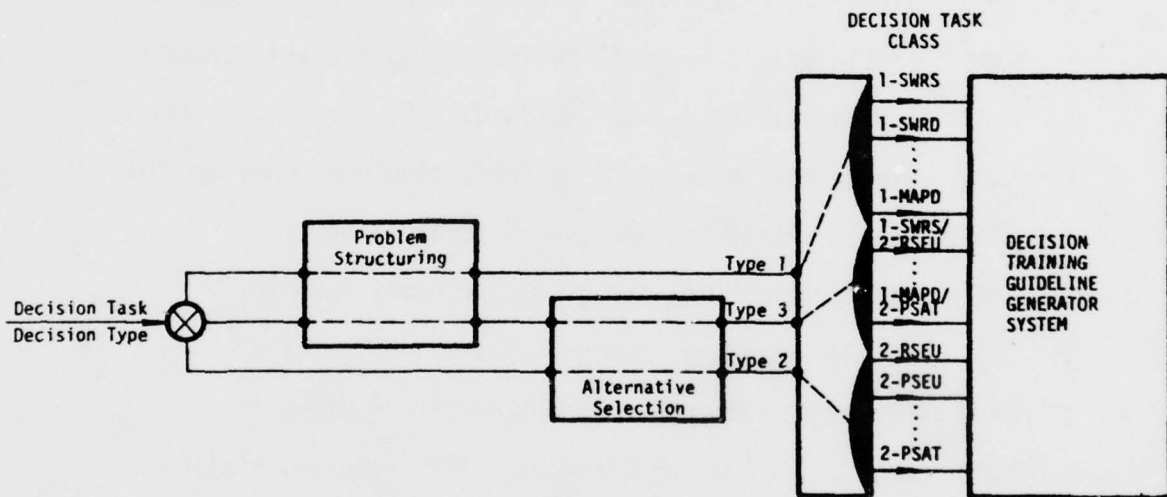 DECISION TASK
CLASS
1-SWRS
1-SWRD
1-MAPD
1-SWRS/
2-RSEU
1-MAPD/
2-PSAT
2-RSEU
2-PSEU
2-PSAT
Problem
Structuring
Type 1
Type 3
Type 2
Decision Task
Decision Type
Alternative
Selection
DECISION
TRAINING
GUIDELINE
GENERATOR
SYSTEM